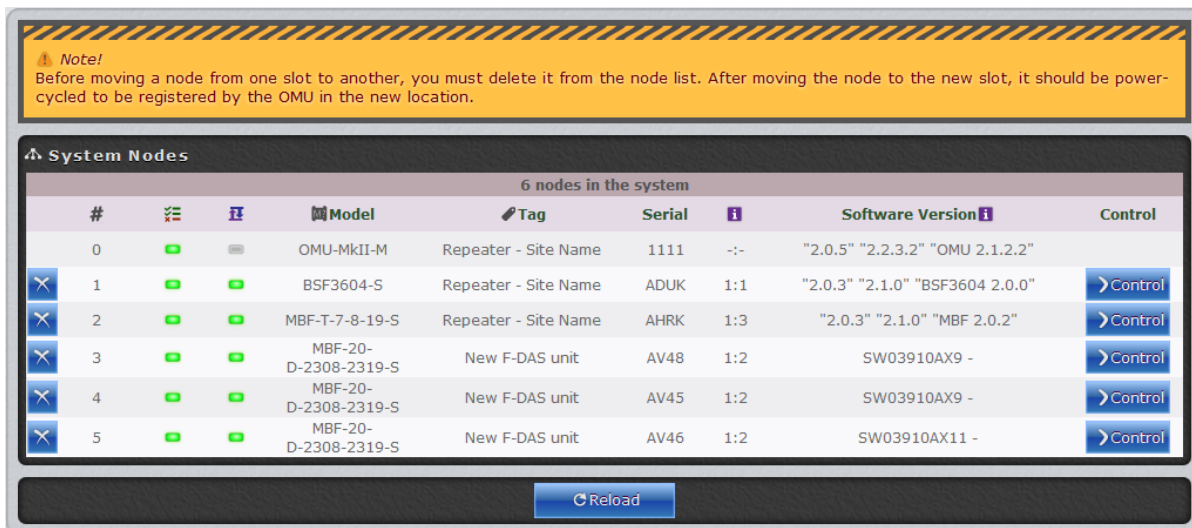 Note!
Before moving a node from one slot to another, you must delete it from the node list. After moving the node to the new slot, it should be power-
cycled to be registered by the OMU in the new location.
System Nodes
6 nodes in the system
# Model Tag Serial Software Version Control
0 OMU-MkII-M Repeater - Site Name 1111 -:- "2.0.5" "2.2.3.2" "OMU 2.1.2.2"
1 BSF3604-S Repeater - Site Name ADUK 1:1 "2.0.3" "2.1.0" "BSF3604 2.0.0" Control
2 MBF-T-7-8-19-S Repeater - Site Name AHRK 1:3 "2.0.3" "2.1.0" "MBF 2.0.2" Control
MBF-20-
3 D-2308-2319-S New F-DAS unit AV48 1:2 SW03910AX9 - Control
MBF-20-
4 D-2308-2319-S New F-DAS unit AV45 1:2 SW03910AX9 - Control
MBF-20-
5 D-2308-2319-S New F-DAS unit AV46 1:2 SW03910AX11 - Control
Reload